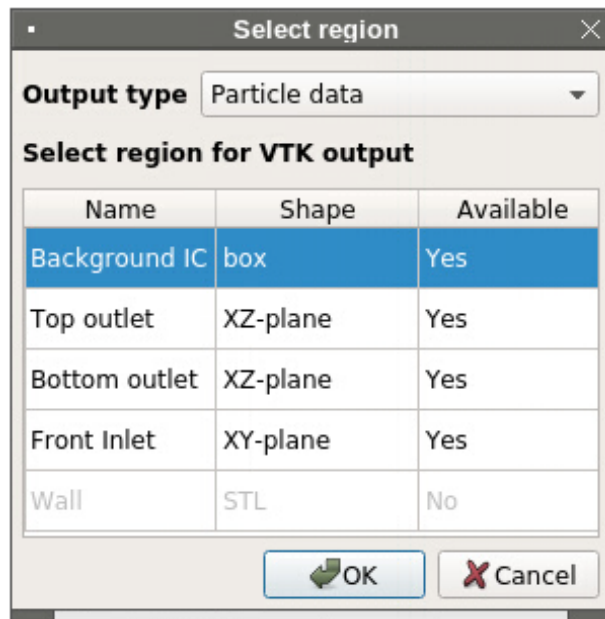 Select region
Output type Particle data
Select region for VTK output
Name Shape Available
Background IC box Yes
Top outlet XZ-plane Yes
Bottom outlet XZ-plane Yes
Front Inlet XY-plane Yes
Wall STL No
OK Cancel